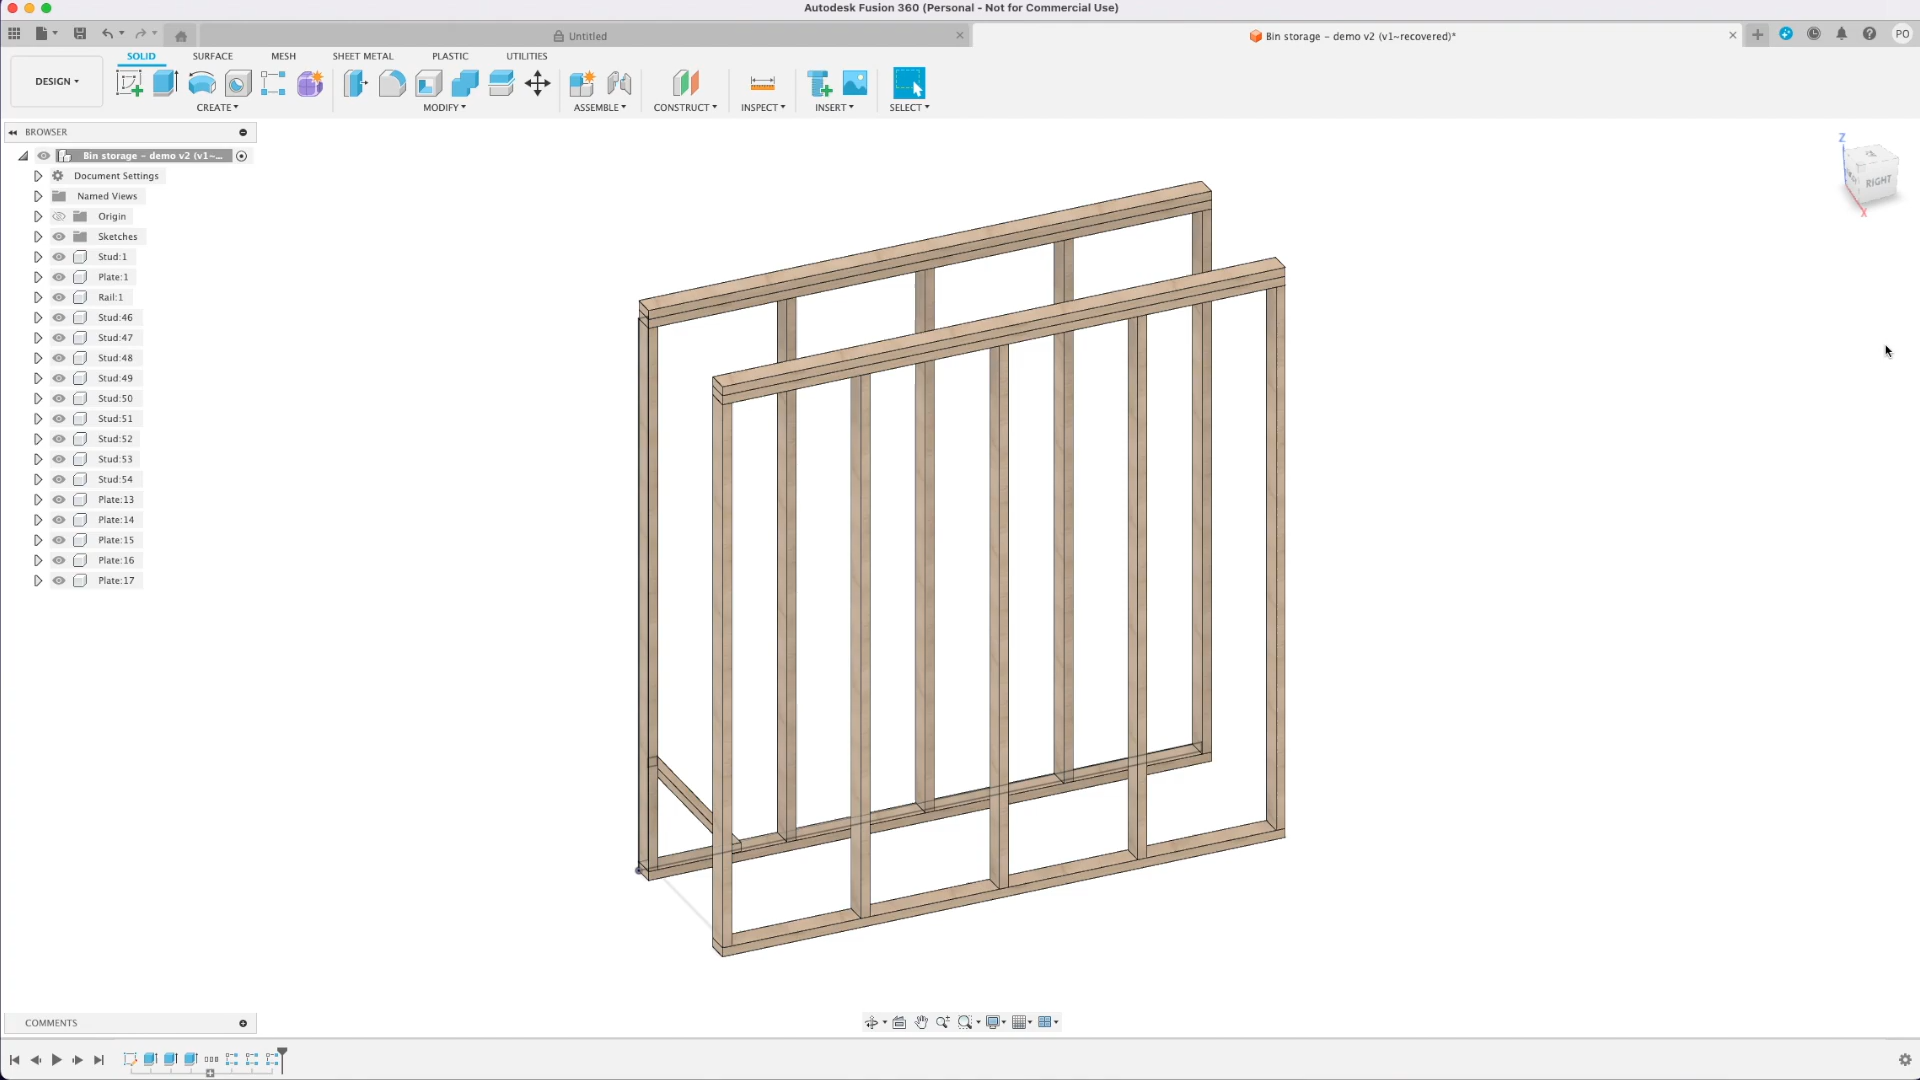 Autodesk Fusion 360 (Personal - Not for Commercial Use)
Untitled
Bin storage - demo v2 (v1~recovered)*
PO
DESIGN
SOLID
SURFACE
MESH
SHEET METAL
PLASTIC
UTILITIES
CREATE
MODIFY
ASSEMBLE
CONSTRUCT
INSPECT
INSERT
SELECT
BROWSER
Bin storage - demo v2 (v1~...
Document Settings
Named Views
Origin
Sketches
Stud:1
Plate:1
Rail:1
Stud:46
Stud:47
Stud:48
Stud:49
Stud:50
Stud:51
Stud:52
Stud:53
Stud:54
Plate:13
Plate:14
Plate:15
Plate:16
Plate:17
Z
RIGHT
X
COMMENTS